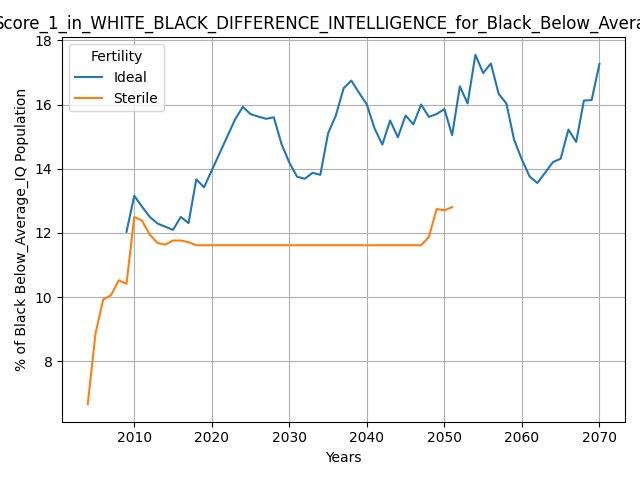 Score_1_in_WHITE_BLACK_DIFFERENCE_INTELLIGENCE_for_Black_Below_Avera
18
16
14
12
10
8
% of Black Below_Average_IQ Population
Fertility
Ideal
Sterile
2010 2020 2030 2040 2050 2060 2070
Years